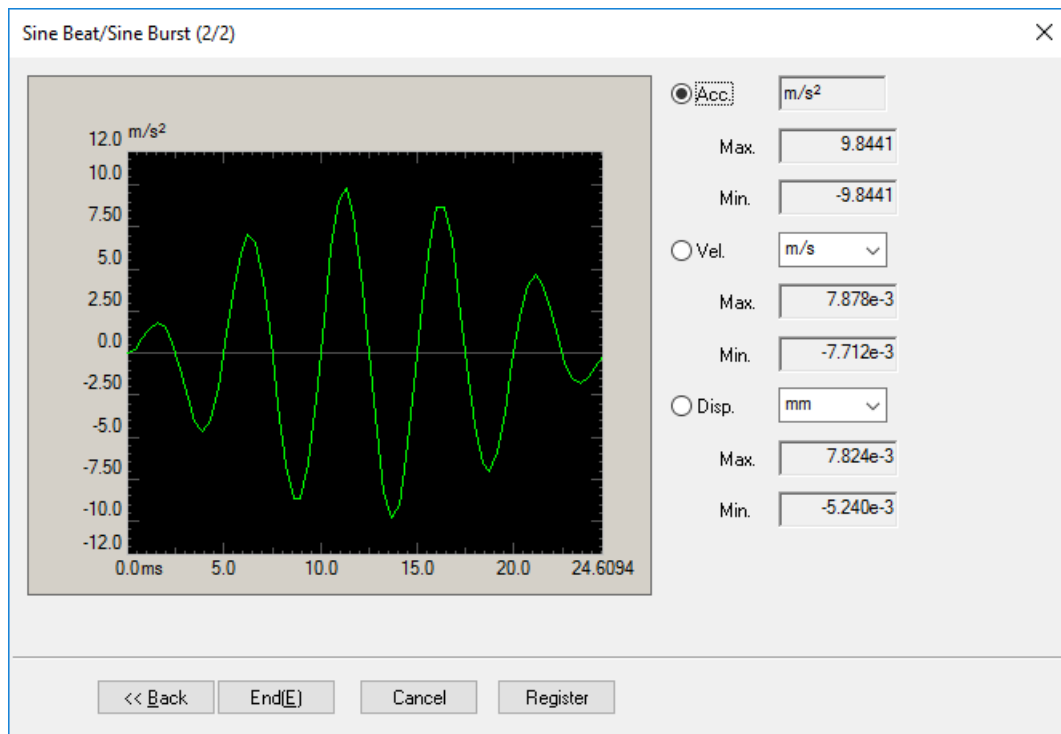 Sine Beat/Sine Burst (2/2)
12.0 m/s²
10.0
7.50
5.0
2.50
0.0
-2.50
-5.0
-7.50
-10.0
-12.0
0.0ms 5.0 10.0 15.0 20.0 24.6094
Acc. m/s²
Max. 9.8441
Min. -9.8441
Vel. m/s
Max. 7.878e-3
Min. -7.712e-3
Disp. mm
Max. 7.824e-3
Min. -5.240e-3
<< Back End(E) Cancel Register